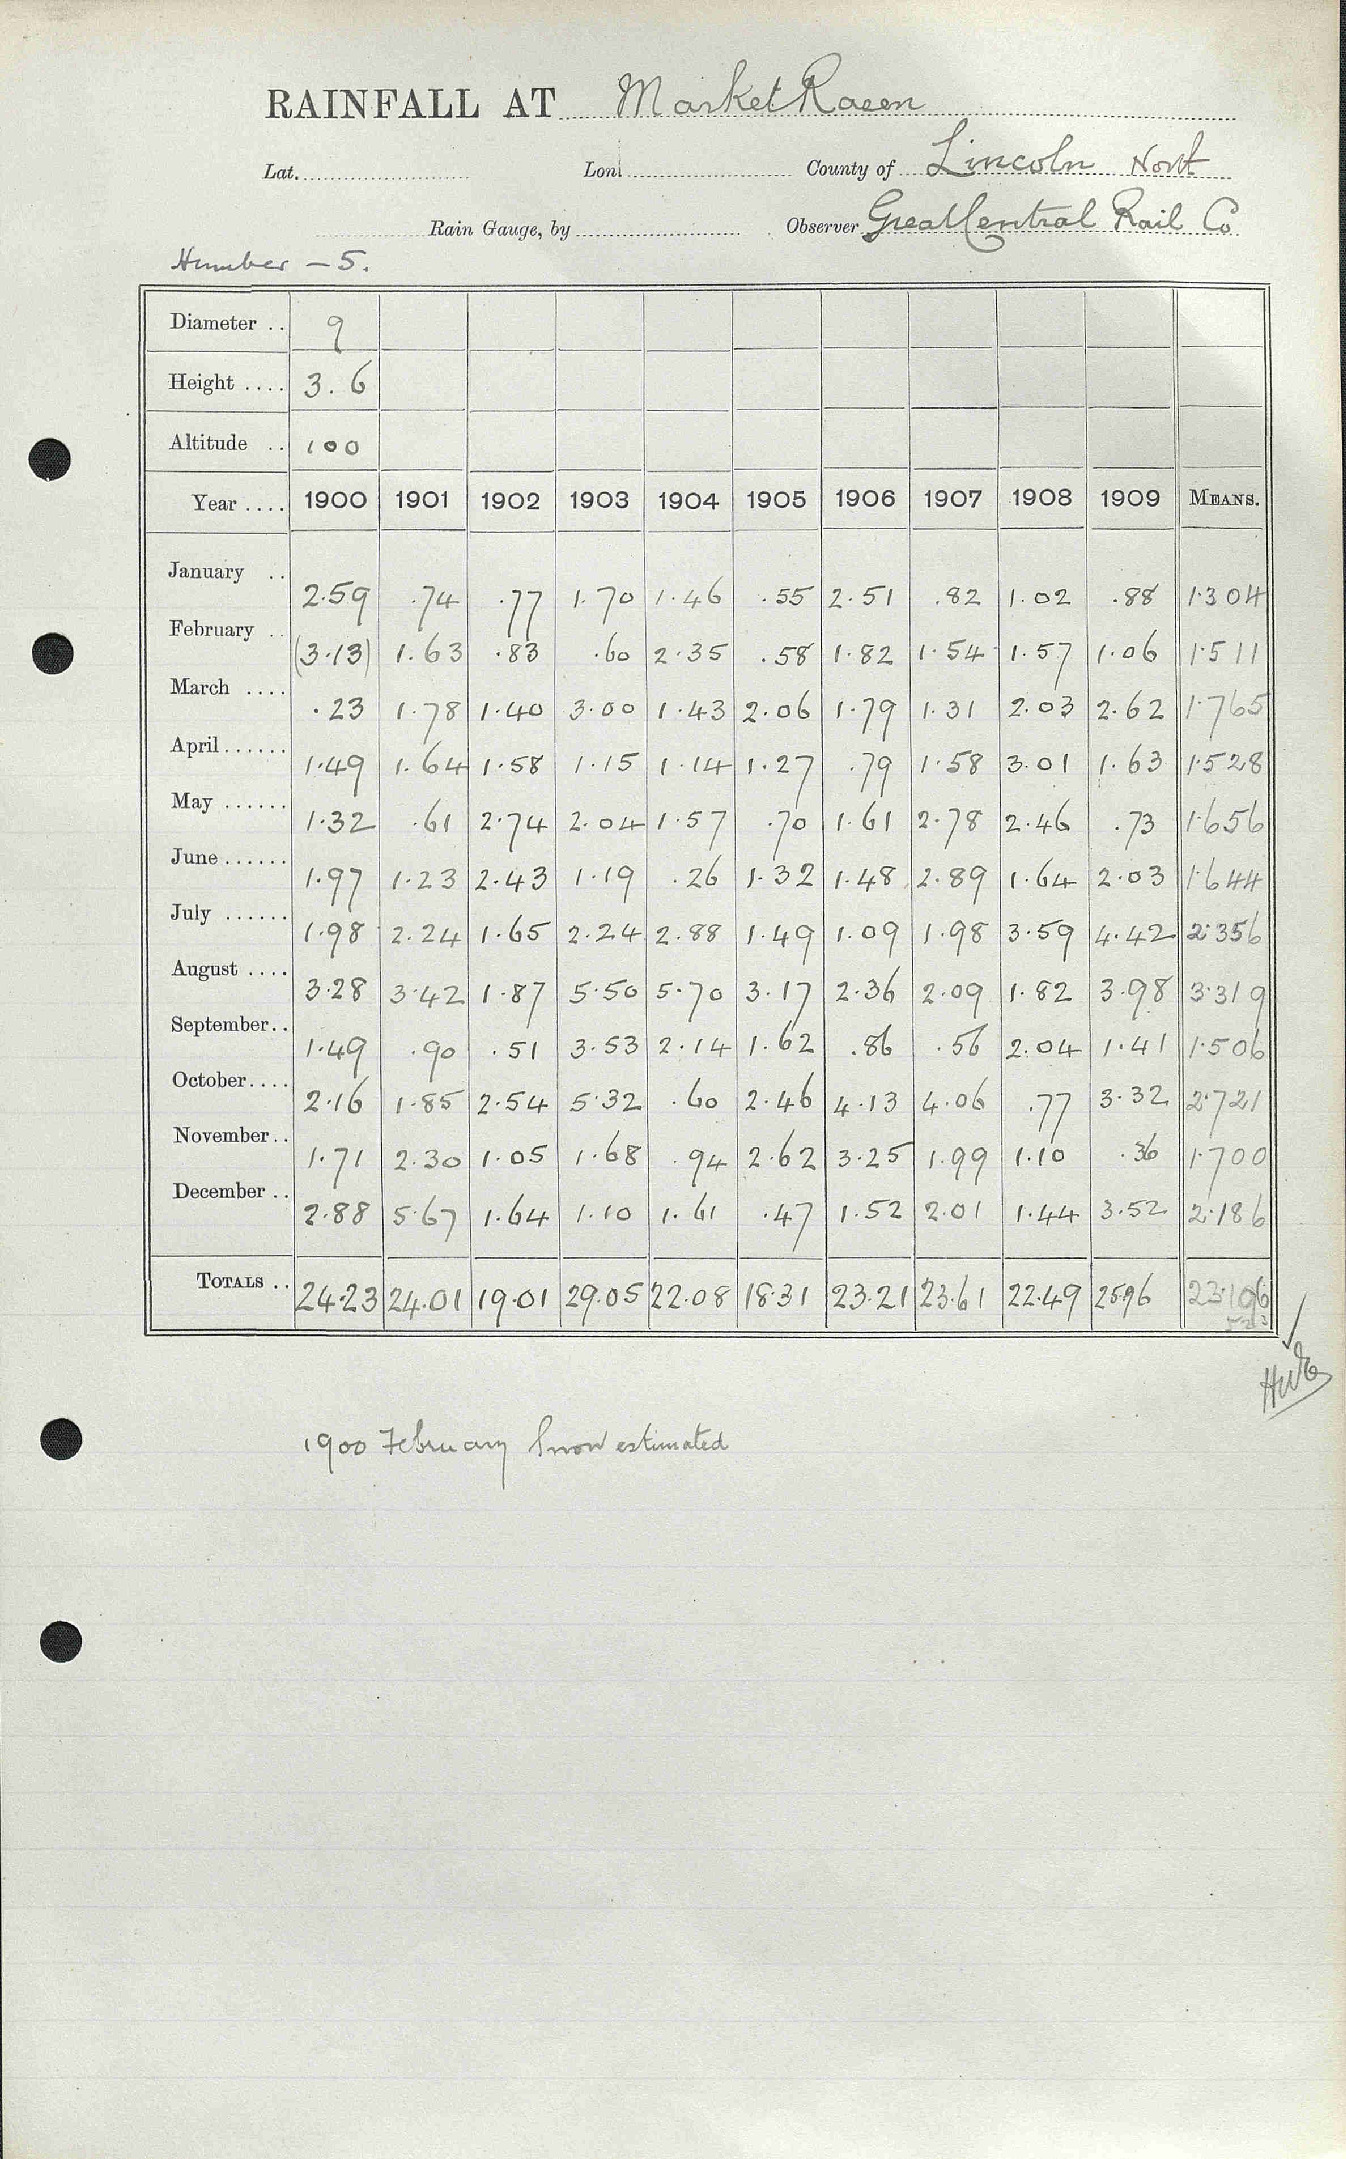 RAINFALL AT Market Rasen
Lat. Lon. County of Lincoln North
Rain Gauge, by Observer Great Central Rail. Co.
Humber - 5.
Diameter .. 9
Height .... 3.6
Altitude .. 100
Year .... 1900 1901 1902 1903 1904 1905 1906 1907 1908 1909 MEANS.
January .. 2.59 .74 .77 1.70 1.46 .55 2.51 .82 1.02 .88 1.304
February .. (3.13) 1.63 .83 .60 2.35 .58 1.82 1.54 1.57 1.06 1.511
March .... .23 1.78 1.40 3.00 1.43 2.06 1.79 1.31 2.03 2.62 1.765
April ...... 1.49 1.64 1.58 1.15 1.14 1.27 .79 1.58 3.01 1.63 1.528
May ...... 1.32 .61 2.74 2.04 1.57 .70 1.61 2.78 2.46 .73 1.656
June ...... 1.97 1.23 2.43 1.19 .26 1.32 1.48 2.89 1.64 2.03 1.644
July ...... 1.98 2.24 1.65 2.24 2.88 1.49 1.09 1.98 3.59 4.42 2.356
August .... 3.28 3.42 1.87 5.50 5.70 3.17 2.36 2.09 1.82 3.98 3.319
September.. 1.49 .90 .51 3.53 2.14 1.62 .86 .56 2.04 1.41 1.506
October.... 2.16 1.85 2.54 5.32 .60 2.46 4.13 4.06 .77 3.32 2.721
November.. 1.71 2.30 1.05 1.68 .94 2.62 3.25 1.99 1.10 .36 1.700
December .. 2.88 5.67 1.64 1.10 1.61 .47 1.52 2.01 1.44 3.52 2.186
TOTALS .. 24.23 24.01 19.01 29.05 22.08 18.31 23.21 23.61 22.49 25.96 23.196
1900 February Snow estimated